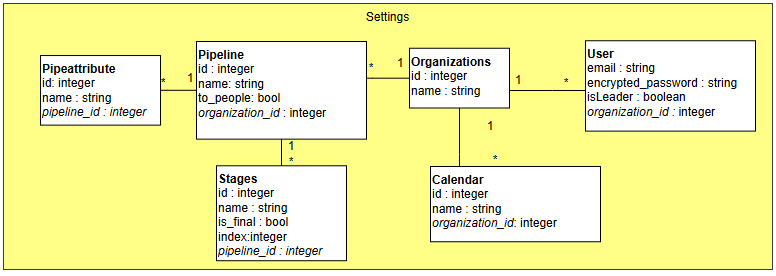 Settings
Pipeattribute
id: integer
name : string
pipeline_id : integer
*
1
Pipeline
id : integer
name: string
to_people: bool
organization_id : integer
*
1
Organizations
id : integer
name : string
1
*
User
email : string
encrypted_password : string
isLeader : boolean
organization_id : integer
1
*
Stages
id : integer
name : string
is_final : bool
index:integer
pipeline_id : integer
1
*
Calendar
id : integer
name : string
organization_id: integer